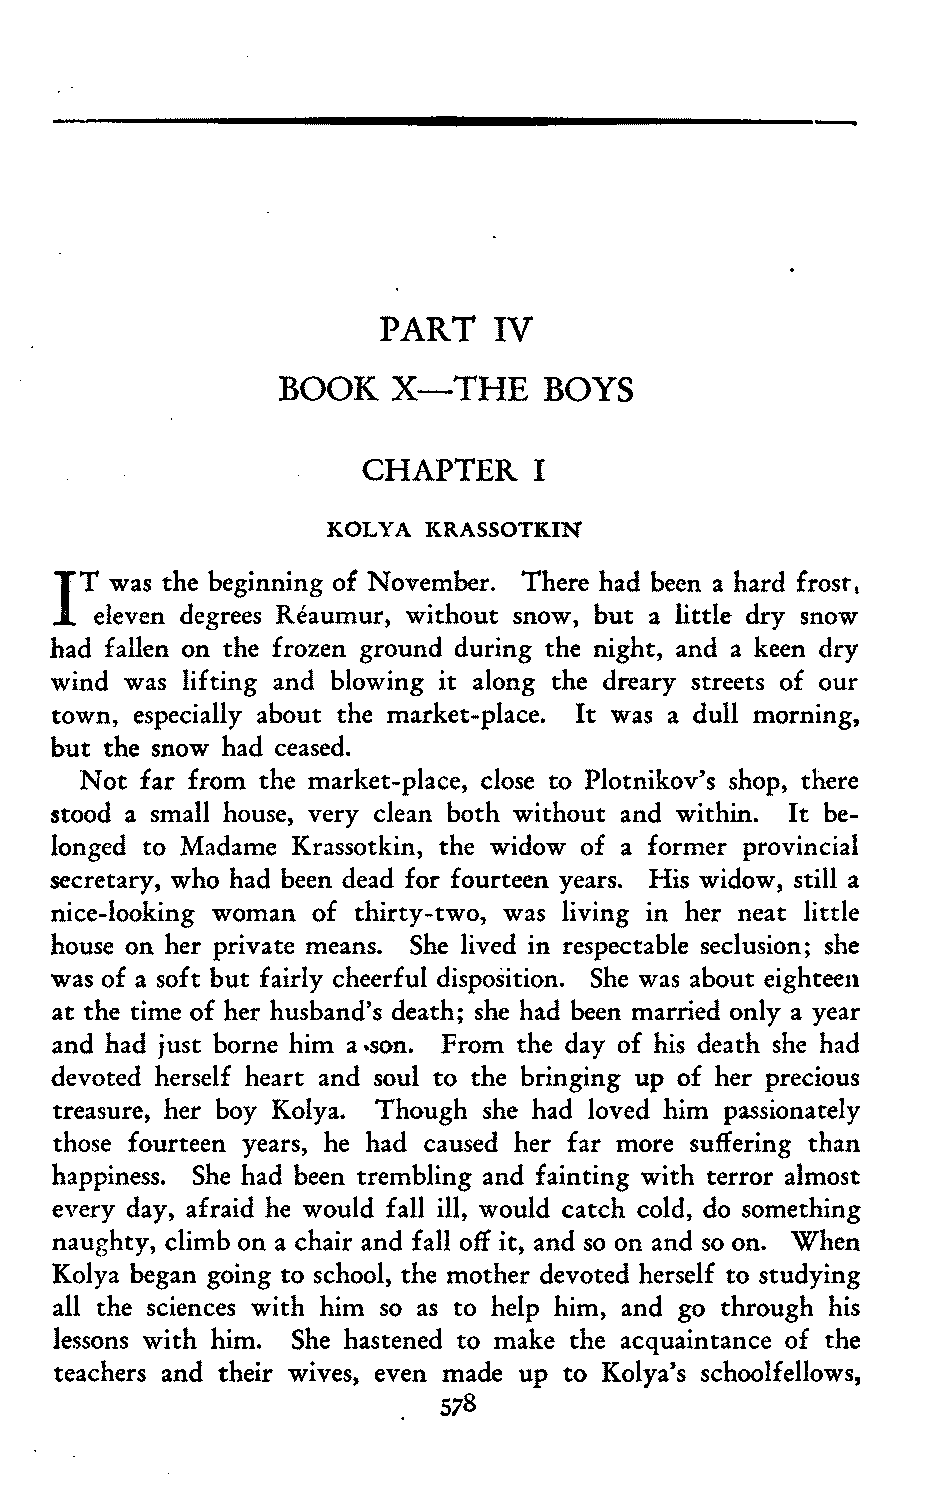 PART IV
BOOK X—THE BOYS
CHAPTER I
KOLYA KRASSOTKIN
IT was the beginning of November. There had been a hard frost,
eleven degrees Réaumur, without snow, but a little dry snow
had fallen on the frozen ground during the night, and a keen dry
wind was lifting and blowing it along the dreary streets of our
town, especially about the market-place. It was a dull morning,
but the snow had ceased.
Not far from the market-place, close to Plotnikov's shop, there
stood a small house, very clean both without and within. It be-
longed to Madame Krassotkin, the widow of a former provincial
secretary, who had been dead for fourteen years. His widow, still a
nice-looking woman of thirty-two, was living in her neat little
house on her private means. She lived in respectable seclusion; she
was of a soft but fairly cheerful disposition. She was about eighteen
at the time of her husband's death; she had been married only a year
and had just borne him a son. From the day of his death she had
devoted herself heart and soul to the bringing up of her precious
treasure, her boy Kolya. Though she had loved him passionately
those fourteen years, he had caused her far more suffering than
happiness. She had been trembling and fainting with terror almost
every day, afraid he would fall ill, would catch cold, do something
naughty, climb on a chair and fall off it, and so on and so on. When
Kolya began going to school, the mother devoted herself to studying
all the sciences with him so as to help him, and go through his
lessons with him. She hastened to make the acquaintance of the
teachers and their wives, even made up to Kolya's schoolfellows,
578